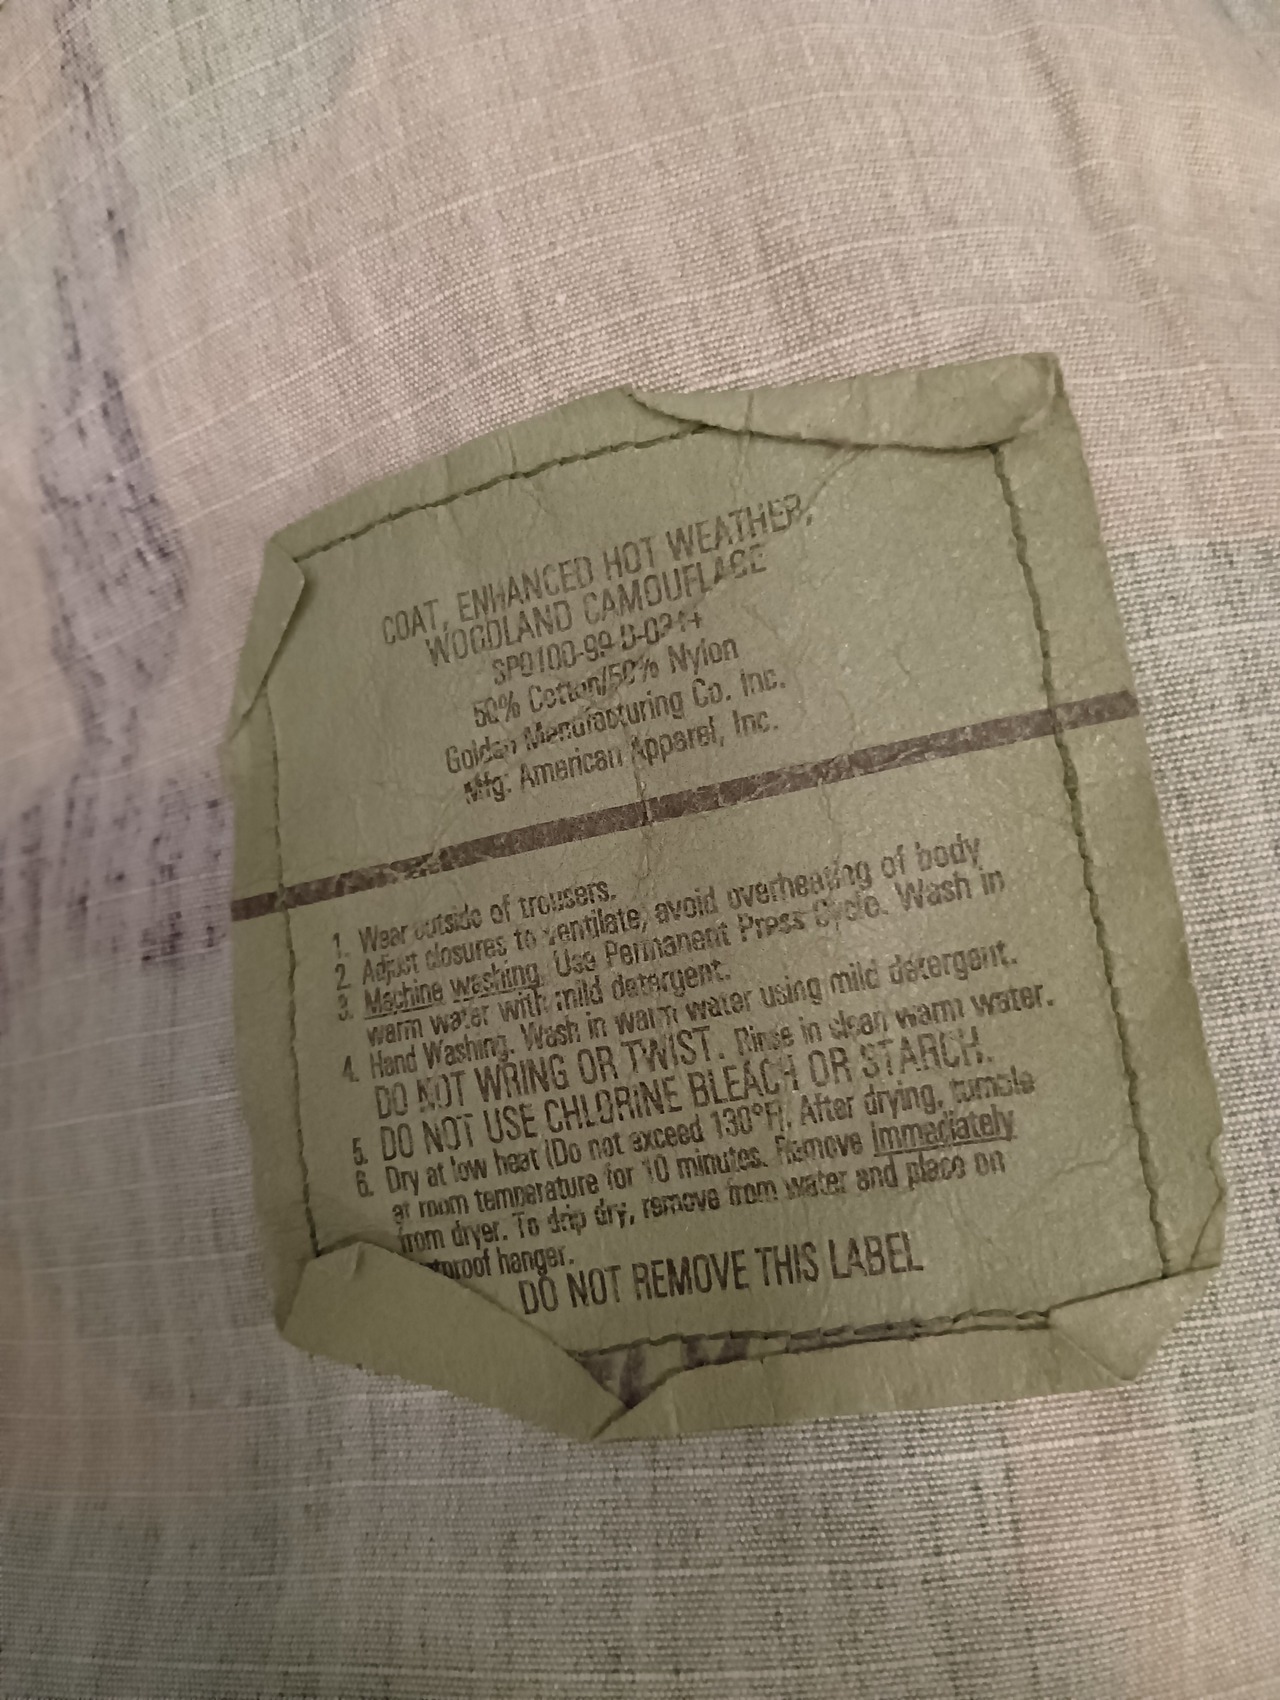 COAT, ENHANCED HOT WEATHER,
WOODLAND CAMOUFLAGE
50% Cotton/50% Nylon
Golden Manufacturing Co. Inc.
Mfg: American Apparel, Inc.
1. Wear outside of trousers.
2. Adjust closures to ventilate, avoid overheating of body
3. Machine washing. Use Permanent Press Cycle. Wash in
warm water with mild detergent.
4. Hand Washing. Wash in warm water using mild detergent.
DO NOT WRING OR TWIST. Rinse in clean warm water.
5. DO NOT USE CHLORINE BLEACH OR STARCH.
6. Dry at low heat (Do not exceed 130°F). After drying, tumble
at room temperature for 10 minutes. Remove immediately
from dryer. To drip dry, remove from water and place on
hanger.
DO NOT REMOVE THIS LABEL